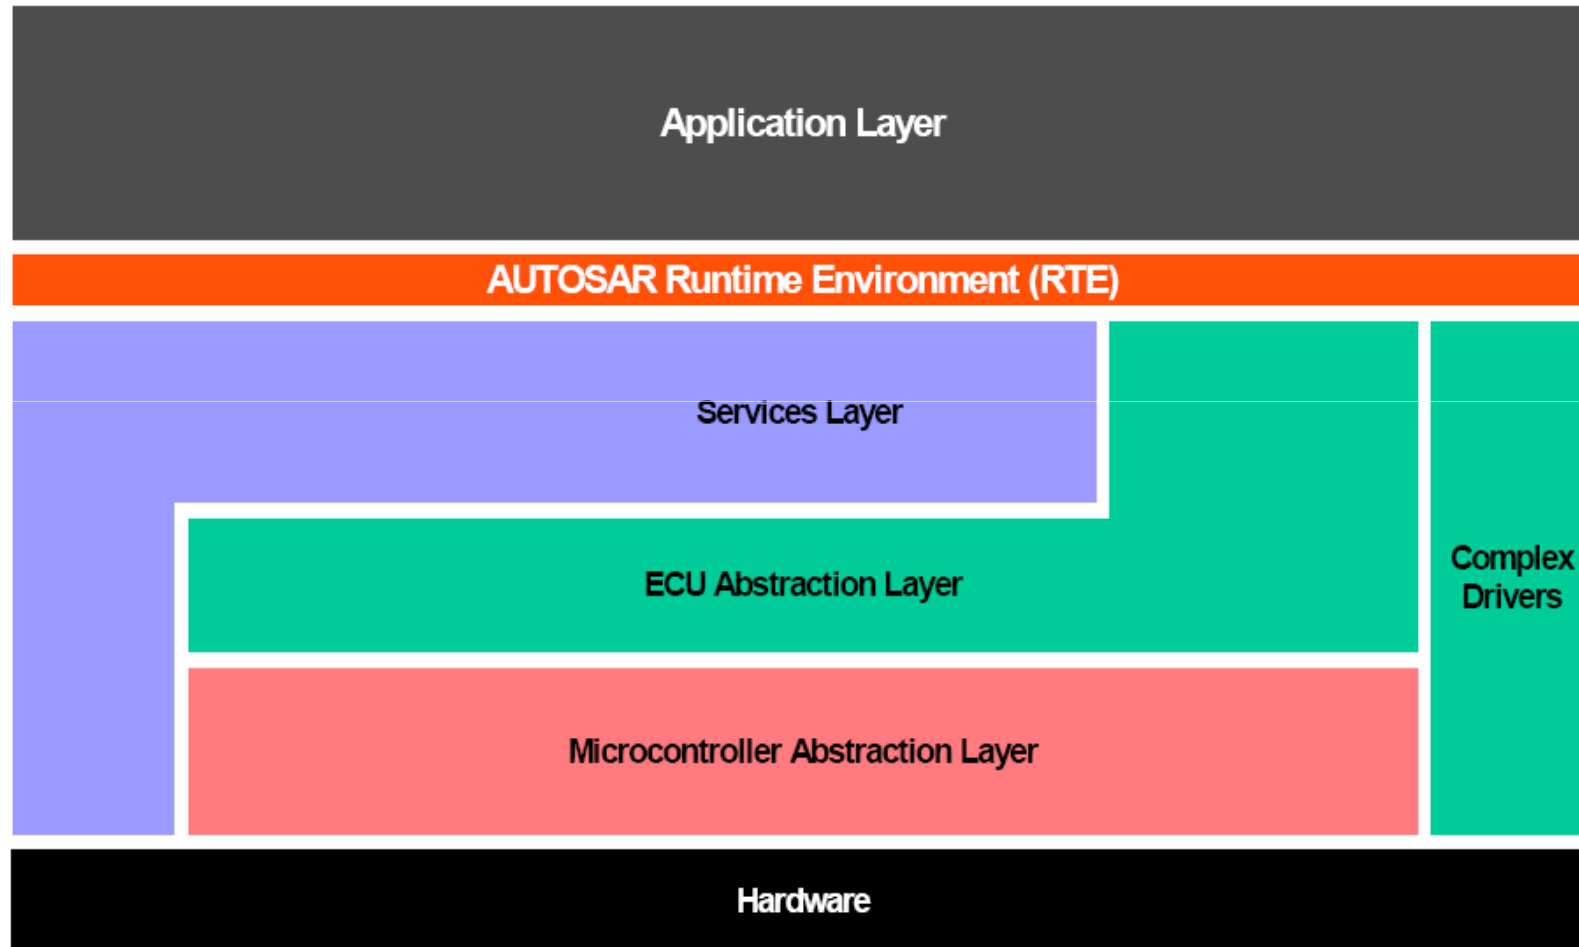 Application Layer
AUTOSAR Runtime Environment (RTE)
Services Layer
ECU Abstraction Layer
Complex
Drivers
Microcontroller Abstraction Layer
Hardware